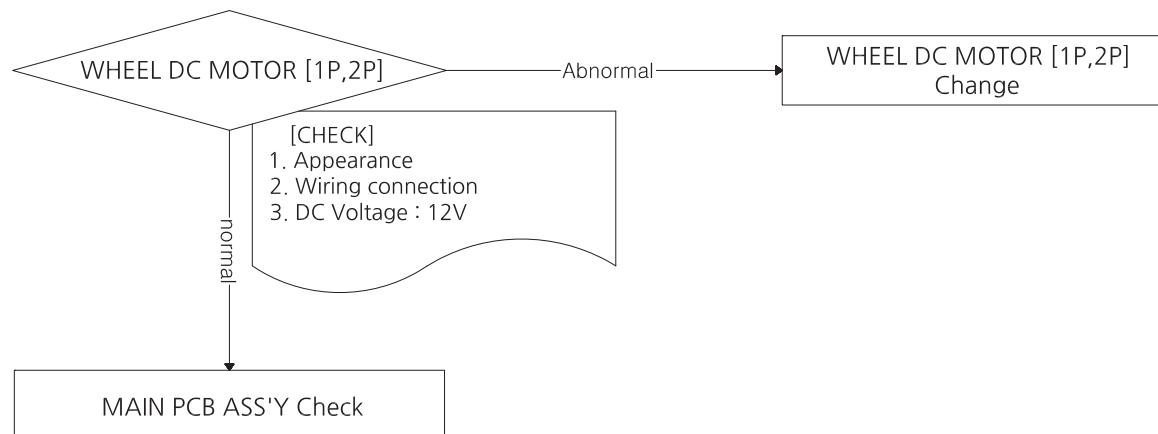 WHEEL DC MOTOR [1P,2P]
Abnormal
WHEEL DC MOTOR [1P,2P]
Change
[CHECK]
1. Appearance
2. Wiring connection
3. DC Voltage : 12V
normal
MAIN PCB ASS'Y Check